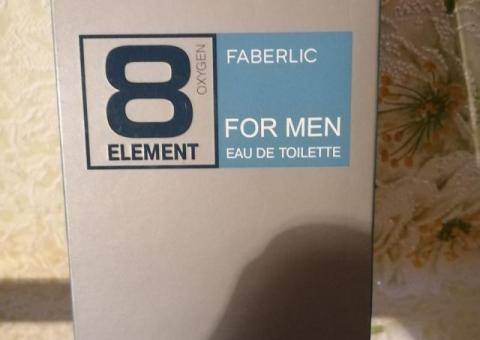 8
OXYGEN
ELEMENT
FABERLIC
FOR MEN
EAU DE TOILETTE